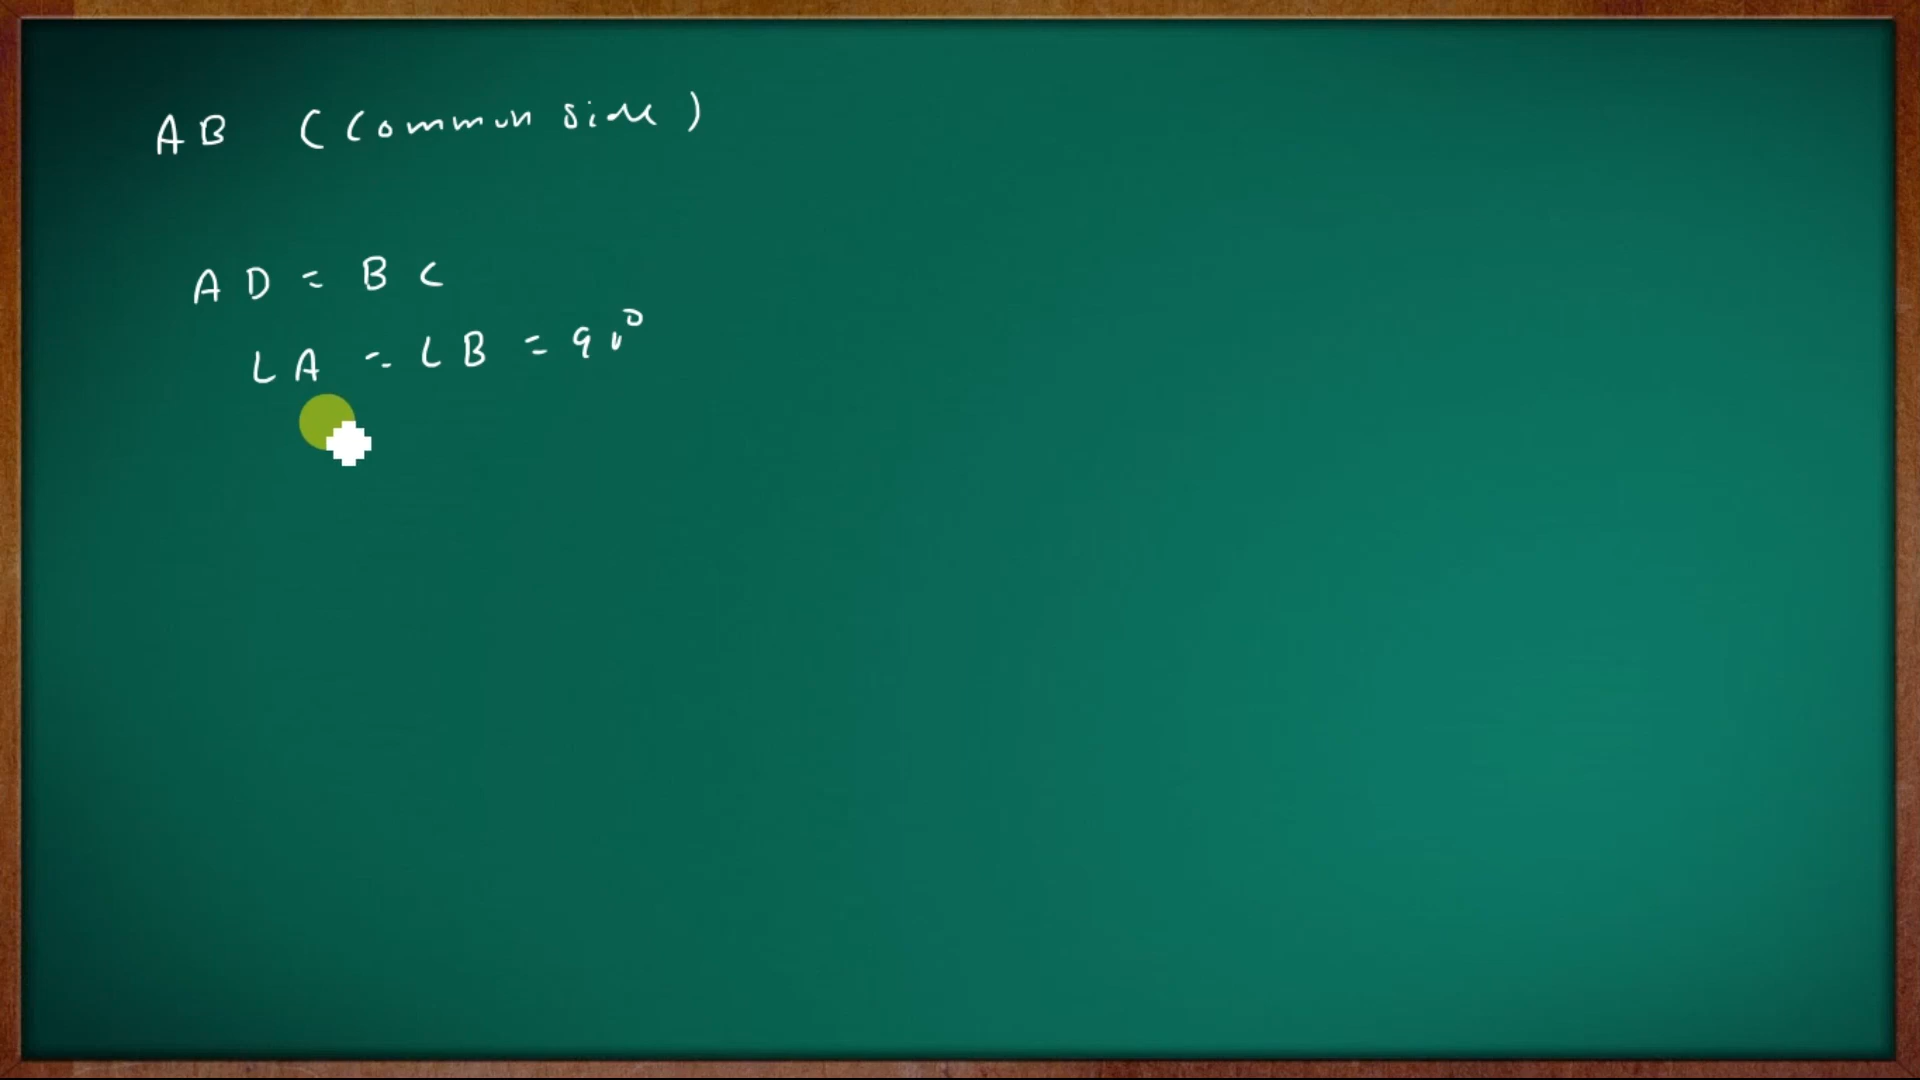 AB (Common side)
AD = BC
∠A = ∠B = 90°